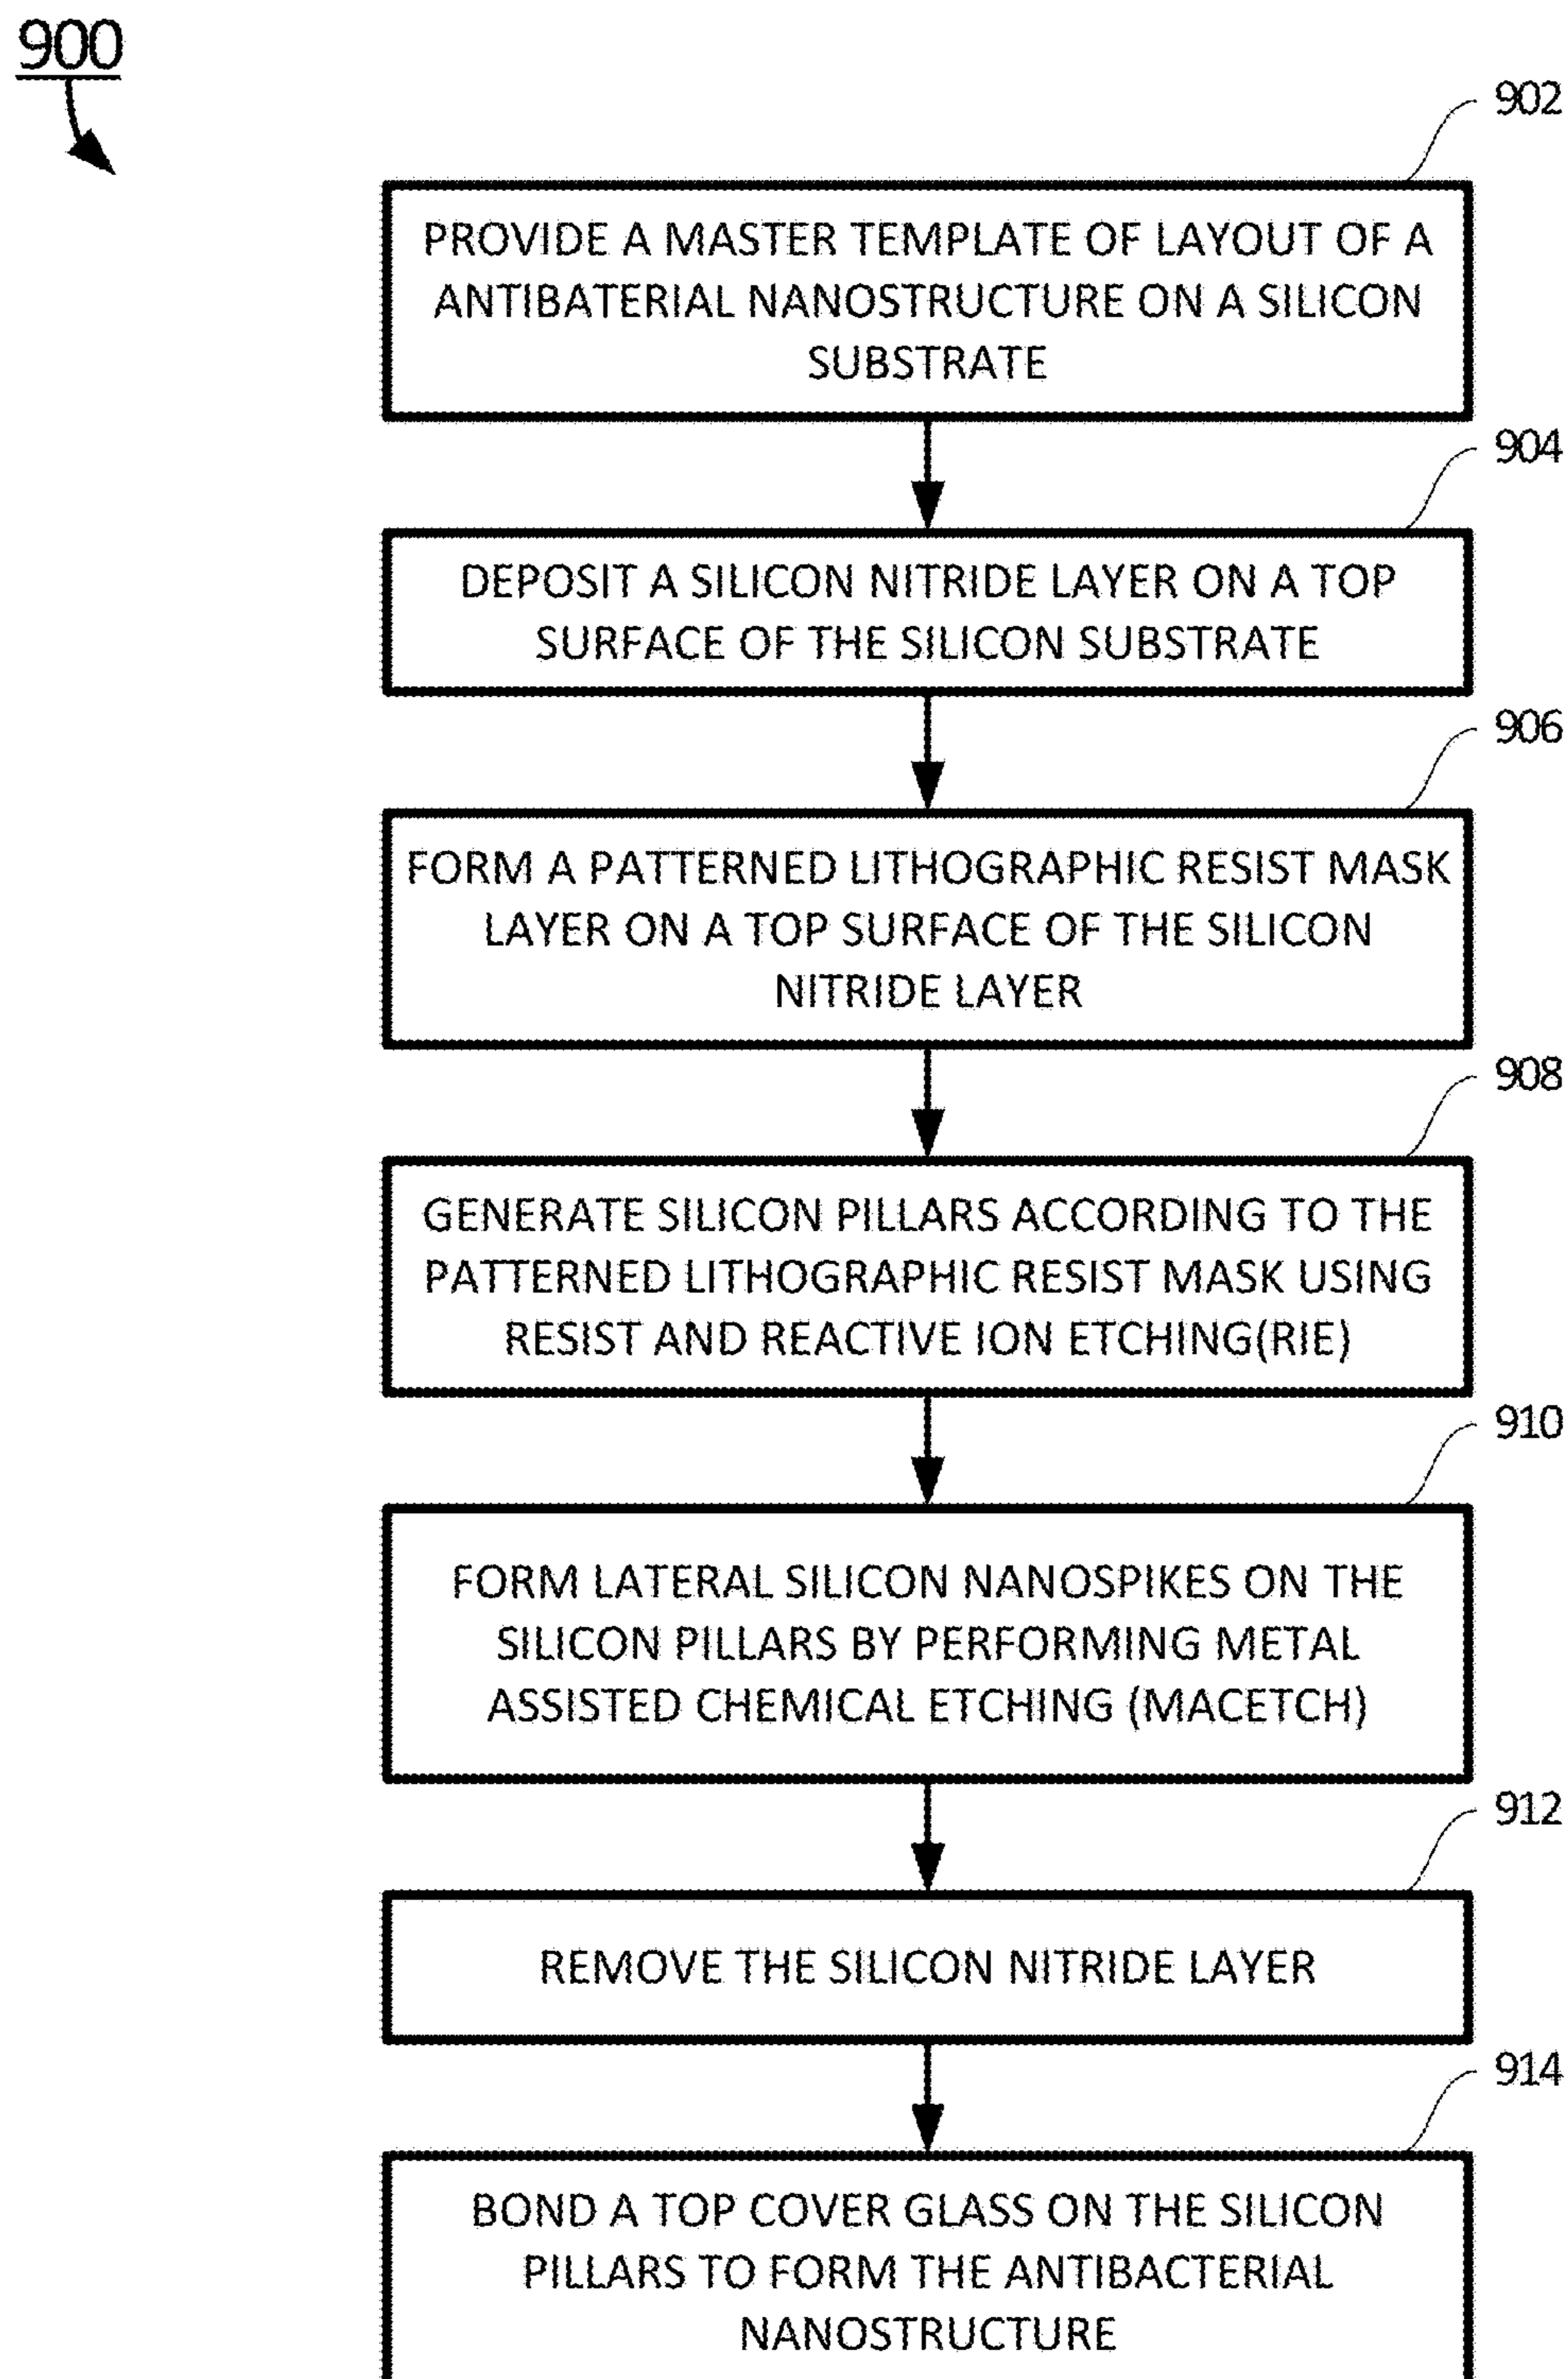 900
902
PROVIDE A MASTER TEMPLATE OF LAYOUT OF A
ANTIBATERIAL NANOSTRUCTURE ON A SILICON
SUBSTRATE
904
DEPOSIT A SILICON NITRIDE LAYER ON A TOP
SURFACE OF THE SILICON SUBSTRATE
906
FORM A PATTERNED LITHOGRAPHIC RESIST MASK
LAYER ON A TOP SURFACE OF THE SILICON
NITRIDE LAYER
908
GENERATE SILICON PILLARS ACCORDING TO THE
PATTERNED LITHOGRAPHIC RESIST MASK USING
RESIST AND REACTIVE ION ETCHING(RIE)
910
FORM LATERAL SILICON NANOSPIKES ON THE
SILICON PILLARS BY PERFORMING METAL
ASSISTED CHEMICAL ETCHING (MACETCH)
912
REMOVE THE SILICON NITRIDE LAYER
914
BOND A TOP COVER GLASS ON THE SILICON
PILLARS TO FORM THE ANTIBACTERIAL
NANOSTRUCTURE